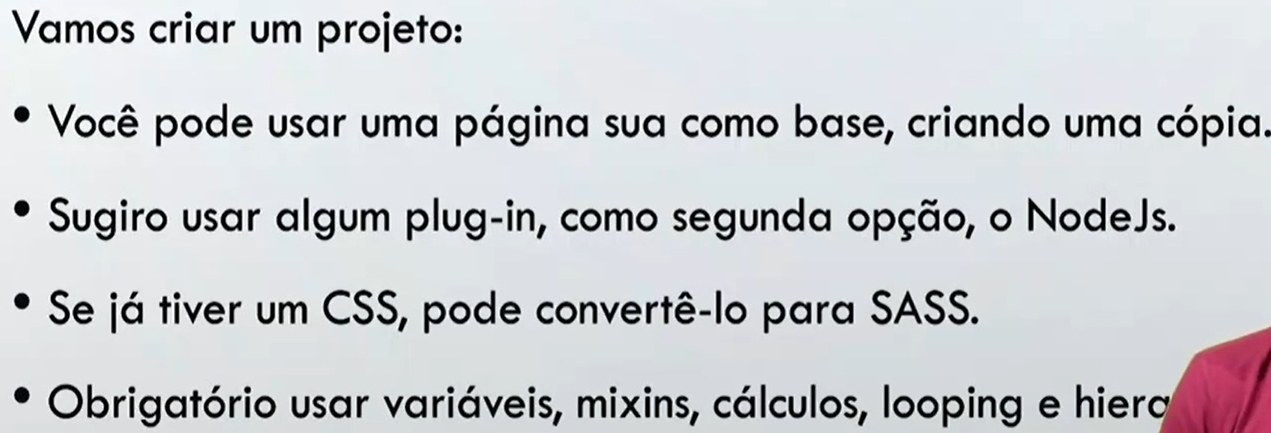 Vamos criar um projeto:
• Você pode usar uma página sua como base, criando uma cópia.
• Sugiro usar algum plug-in, como segunda opção, o NodeJs.
• Se já tiver um CSS, pode convertê-lo para SASS.
• Obrigatório usar variáveis, mixins, cálculos, looping e